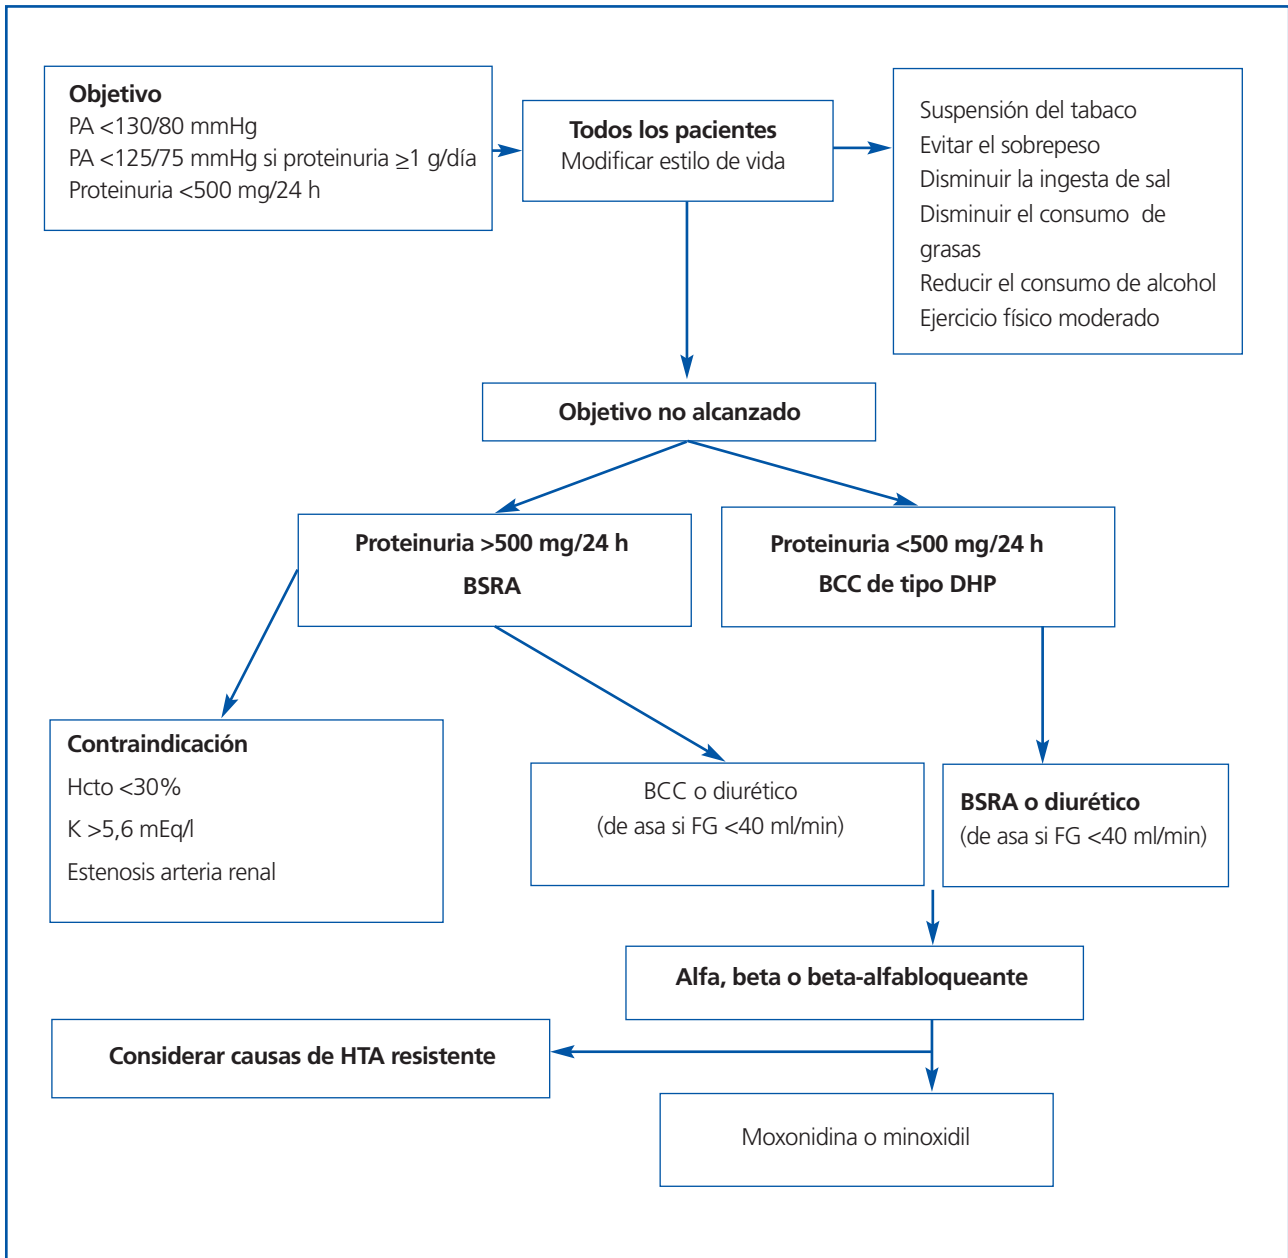 Objetivo
PA <130/80 mmHg
PA <125/75 mmHg si proteinuria ≥1 g/día
Proteinuria <500 mg/24 h
Todos los pacientes
Modificar estilo de vida
Suspensión del tabaco
Evitar el sobrepeso
Disminuir la ingesta de sal
Disminuir el consumo de
grasas
Reducir el consumo de alcohol
Ejercicio físico moderado
Objetivo no alcanzado
Proteinuria >500 mg/24 h
BSRA
Proteinuria <500 mg/24 h
BCC de tipo DHP
Contraindicación
Hcto <30%
K >5,6 mEq/l
Estenosis arteria renal
BCC o diurético
(de asa si FG <40 ml/min)
BSRA o diurético
(de asa si FG <40 ml/min)
Alfa, beta o beta-alfabloqueante
Considerar causas de HTA resistente
Moxonidina o minoxidil